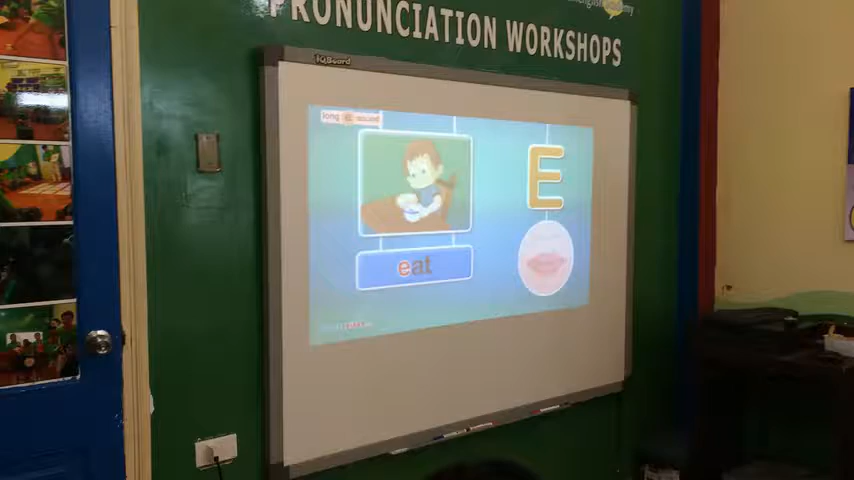 PRONUNCIATION WORKSHOPS
IQBoard
long e sound
E
eat